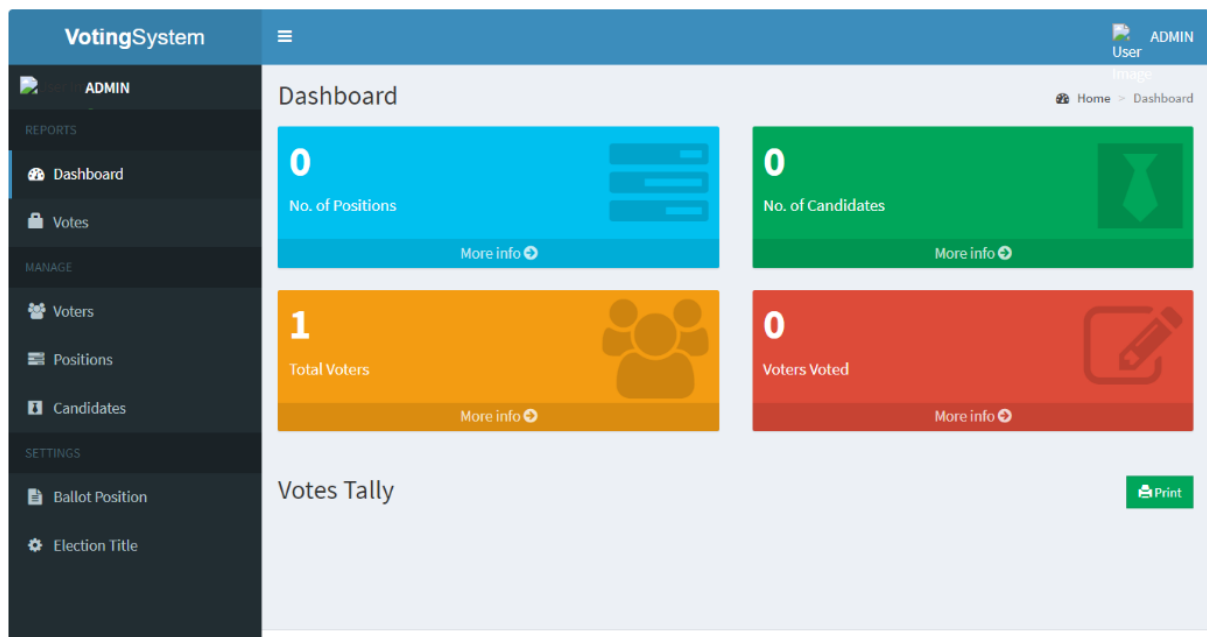 VotingSystem
User Image
ADMIN
ADMIN
REPORTS
Dashboard
Votes
MANAGE
Voters
Positions
Candidates
SETTINGS
Ballot Position
Election Title
Dashboard
Home > Dashboard
0
No. of Positions
More info
0
No. of Candidates
More info
1
Total Voters
More info
0
Voters Voted
More info
Votes Tally
Print